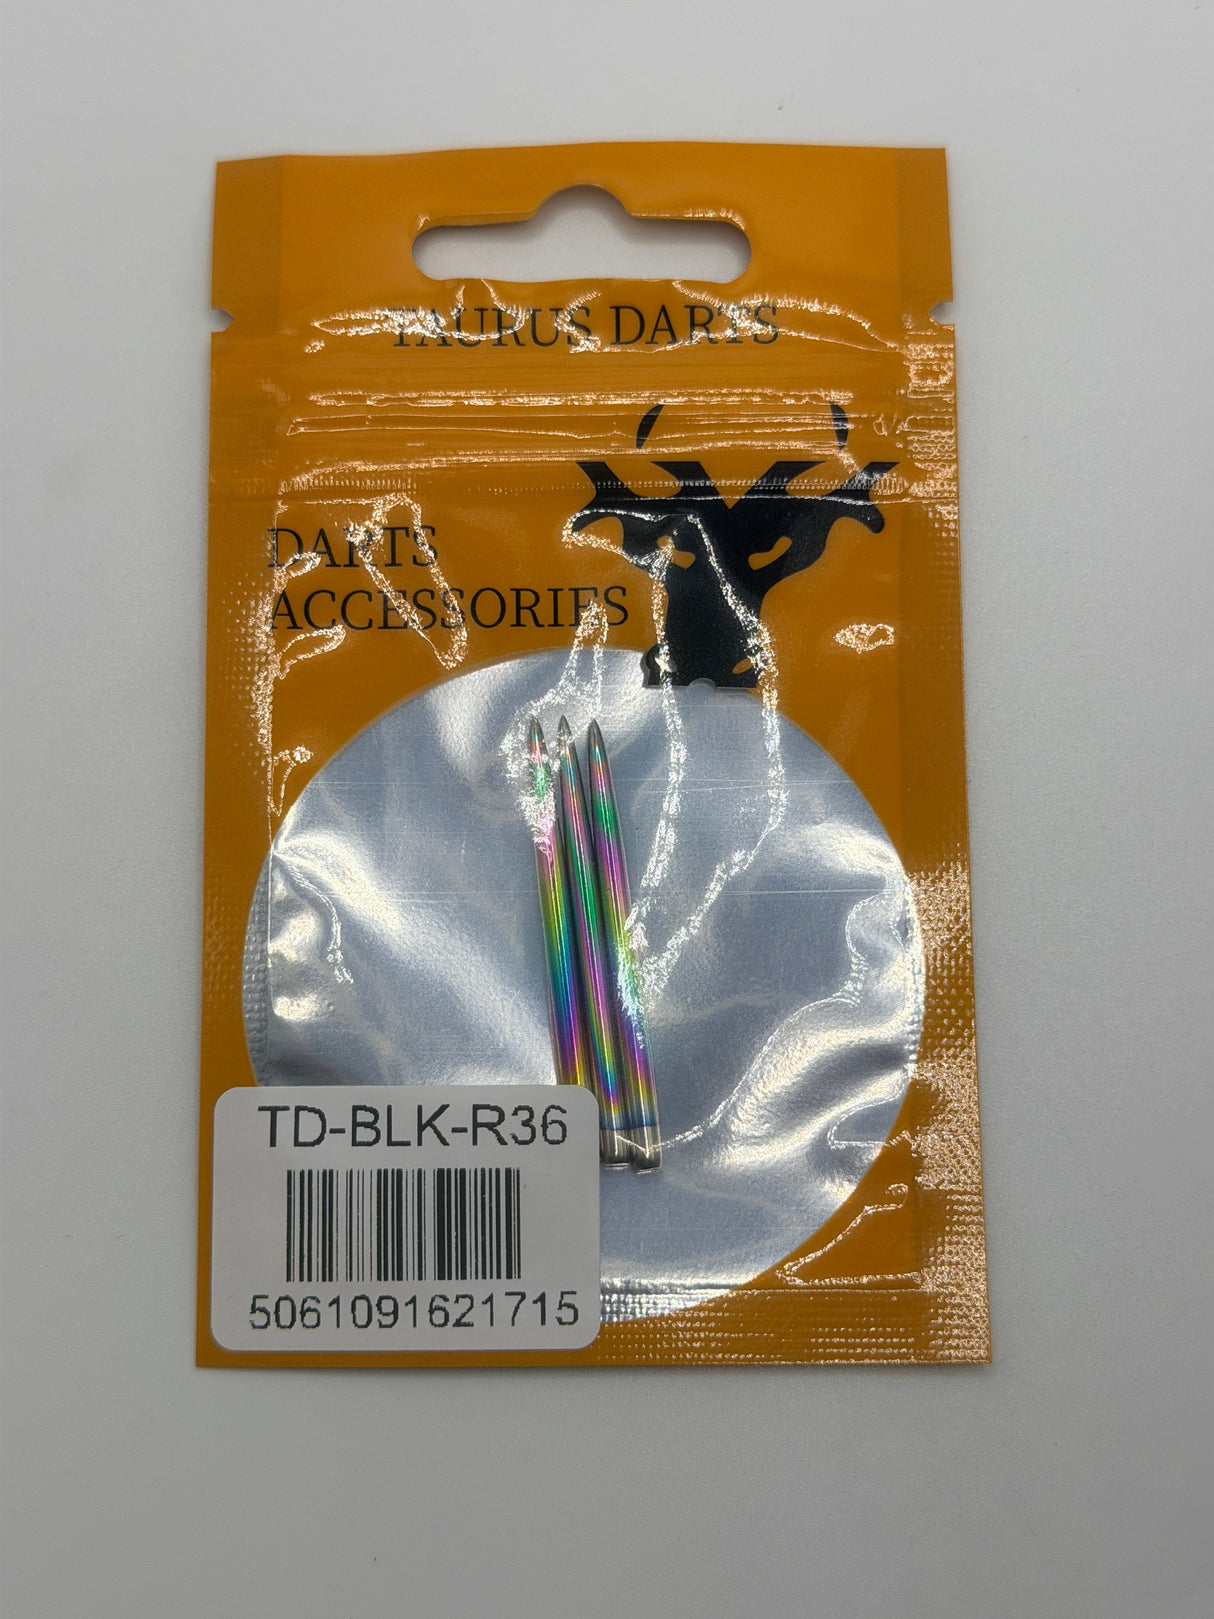 TAURUS DARTS
DARTS
ACCESSORIES
TD-BLK-R36
5061091621715